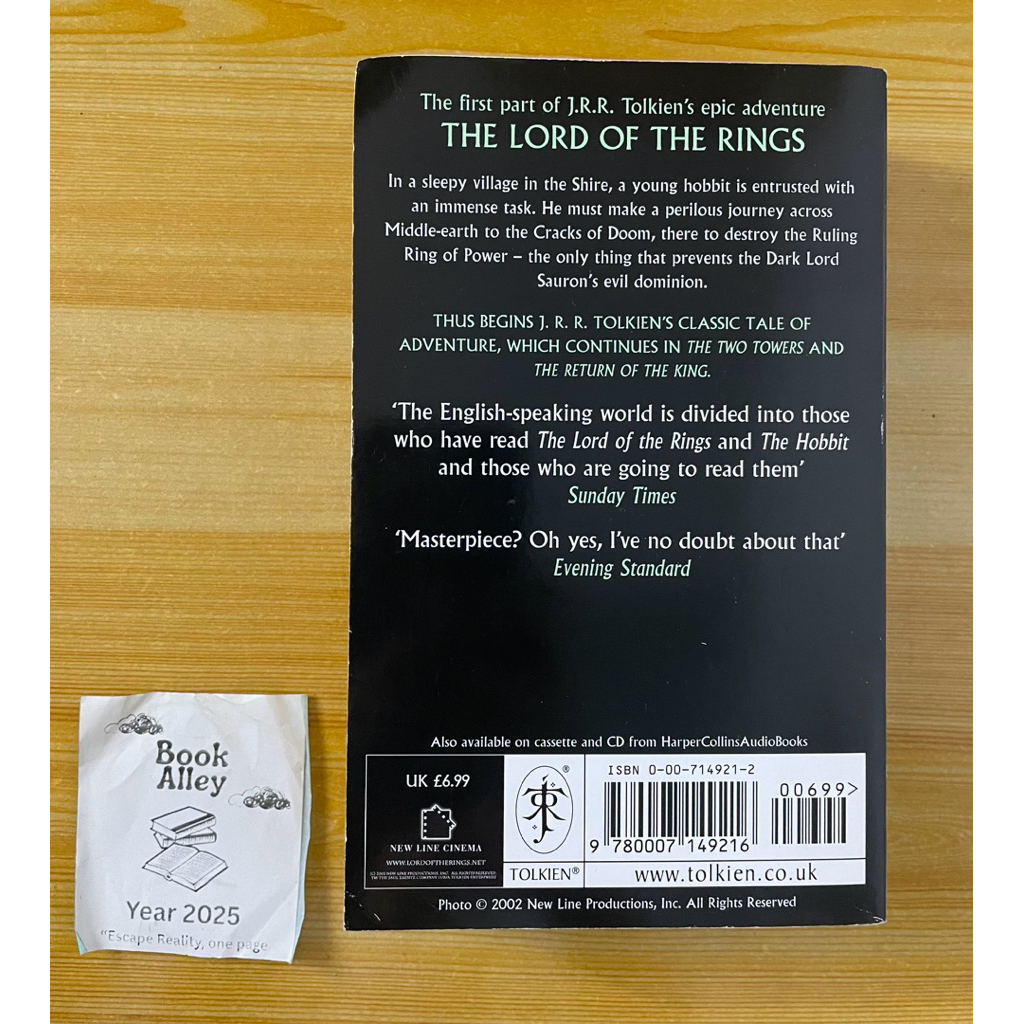 The first part of J.R.R. Tolkien's epic adventure
THE LORD OF THE RINGS
In a sleepy village in the Shire, a young hobbit is entrusted with
an immense task. He must make a perilous journey across
Middle-earth to the Cracks of Doom, there to destroy the Ruling
Ring of Power – the only thing that prevents the Dark Lord
Sauron's evil dominion.
THUS BEGINS J. R. R. TOLKIEN'S CLASSIC TALE OF
ADVENTURE, WHICH CONTINUES IN THE TWO TOWERS AND
THE RETURN OF THE KING.
‘The English-speaking world is divided into those
who have read The Lord of the Rings and The Hobbit
and those who are going to read them’
Sunday Times
‘Masterpiece? Oh yes, I've no doubt about that’
Evening Standard
Also available on cassette and CD from HarperCollinsAudioBooks
UK £6.99
NEW LINE CINEMA
WWW.LORDOFTHERINGS.NET
®
TOLKIEN®
ISBN 0-00-714921-2
00699>
9 780007 149216
www.tolkien.co.uk
Photo © 2002 New Line Productions, Inc. All Rights Reserved
Book
Alley
Year 2025
“Escape Reality, one page